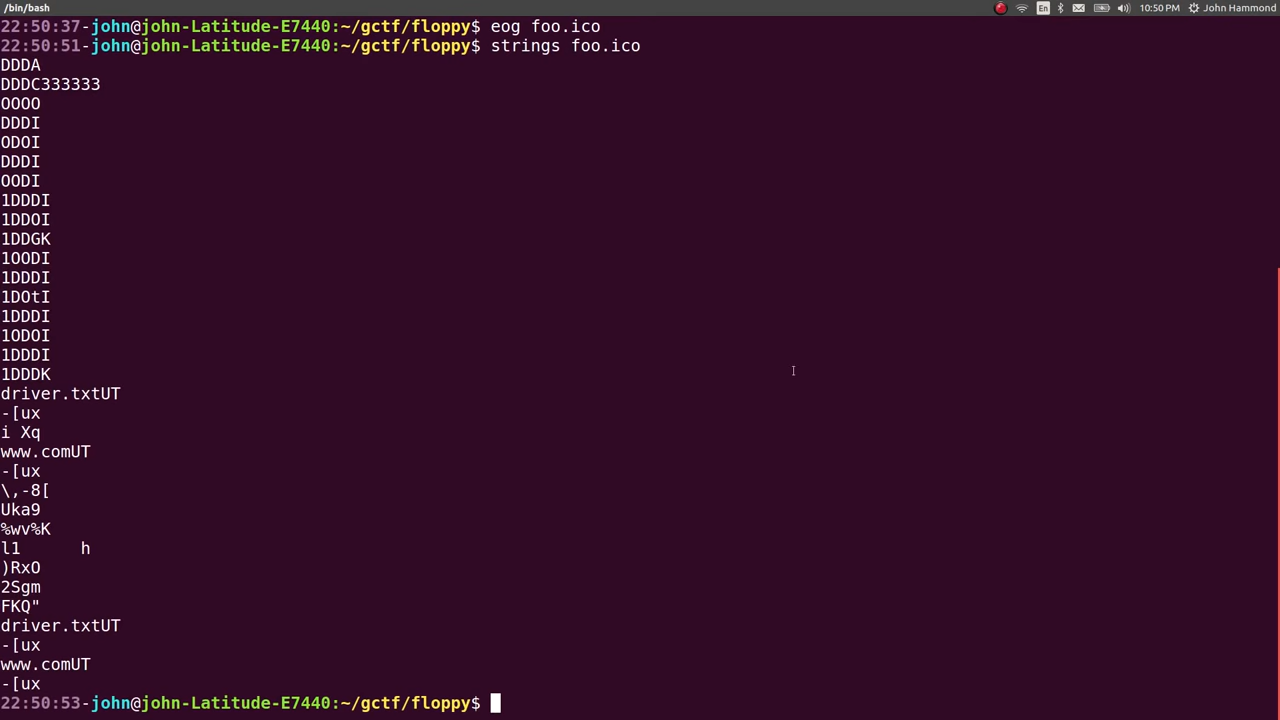 /bin/bash En 10:50 PM John Hammond
22:50:37-john@john-Latitude-E7440:~/gctf/floppy$ eog foo.ico
22:50:51-john@john-Latitude-E7440:~/gctf/floppy$ strings foo.ico
DDDA
DDDC333333
OOOO
DDDI
ODOI
DDDI
OODI
1DDDI
1DDOI
1DDGK
1OODI
1DDDI
1DOtI
1DDDI
1ODOI
1DDDI
1DDDK
driver.txtUT
-[ux
i Xq
www.comUT
-[ux
\,-8[
Uka9
%wv%K
l1      h
)RxO
2Sgm
FKQ"
driver.txtUT
-[ux
www.comUT
-[ux
22:50:53-john@john-Latitude-E7440:~/gctf/floppy$